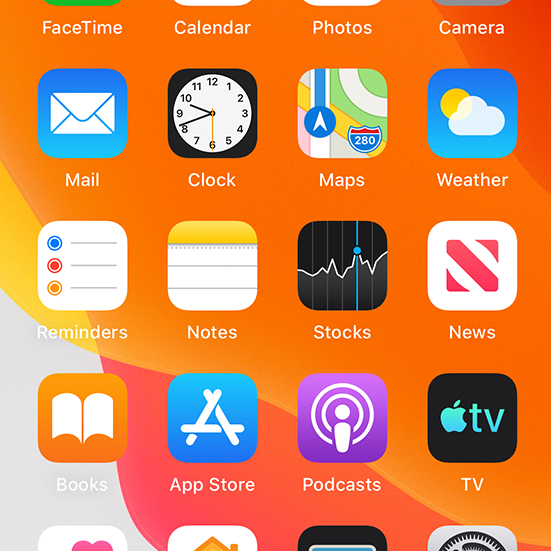 FaceTime Calendar Photos Camera
12
11 1
10 2
9 3
8 4
7 5
6
280
Mail Clock Maps Weather
Reminders Notes Stocks News
tv
Books App Store Podcasts TV